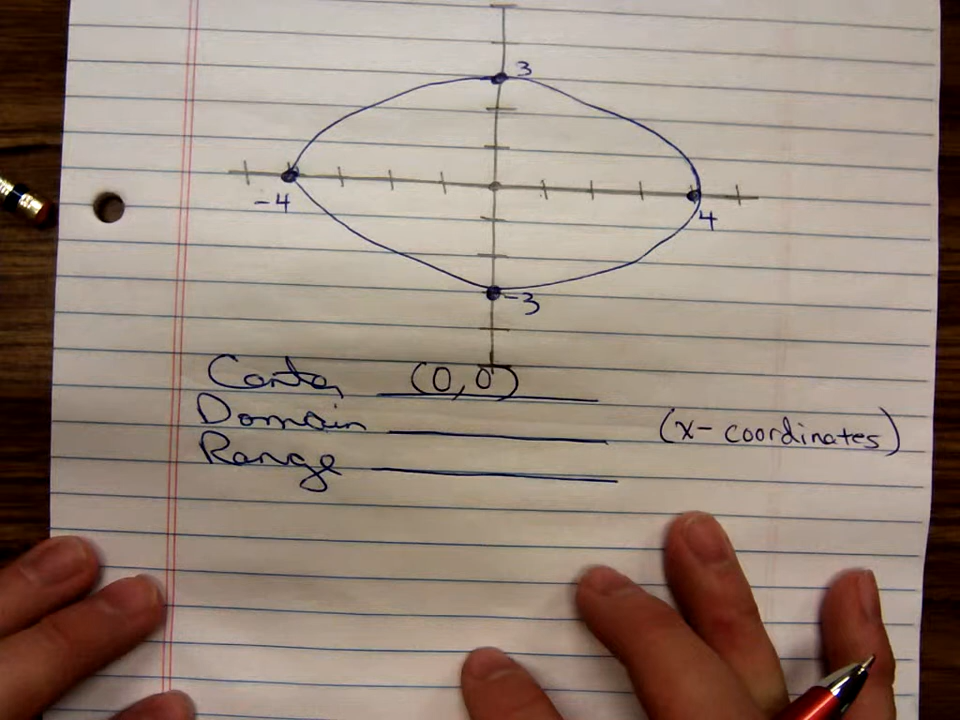 3
-4
4
-3
Center (0,0)
Domain (x-coordinates)
Range